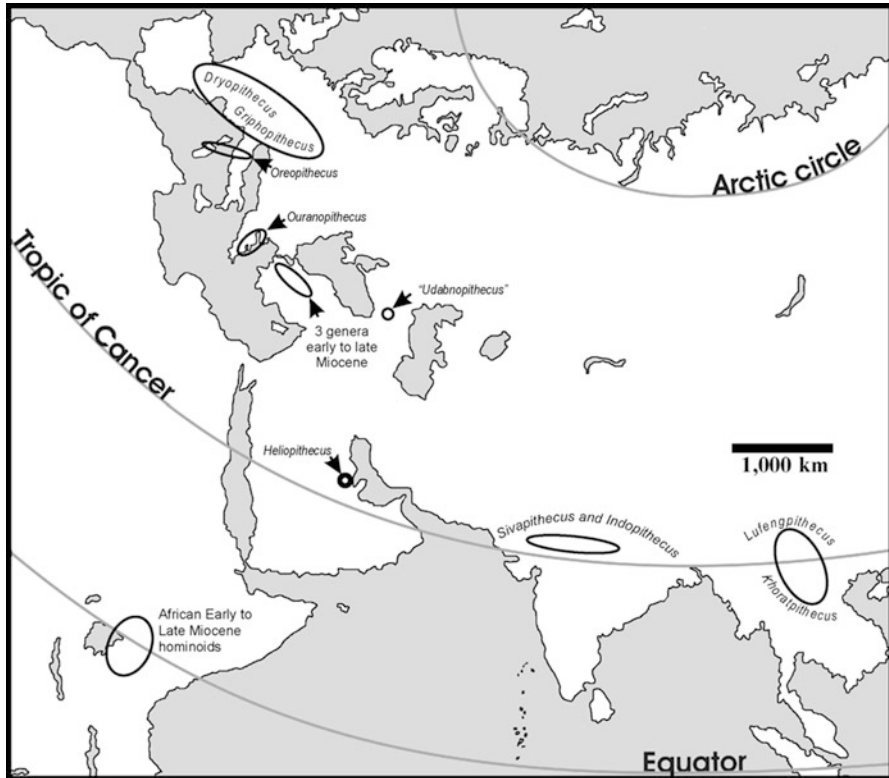 Dryopithecus
Griphopithecus
Oreopithecus
Arctic circle
Ouranopithecus
Tropic of Cancer
"Udabnopithecus"
3 genera
early to late
Miocene
Heliopithecus
1,000 km
Sivapithecus and Indopithecus
Lufengpithecus
Khoratpithecus
African Early to
Late Miocene
hominoids
Equator